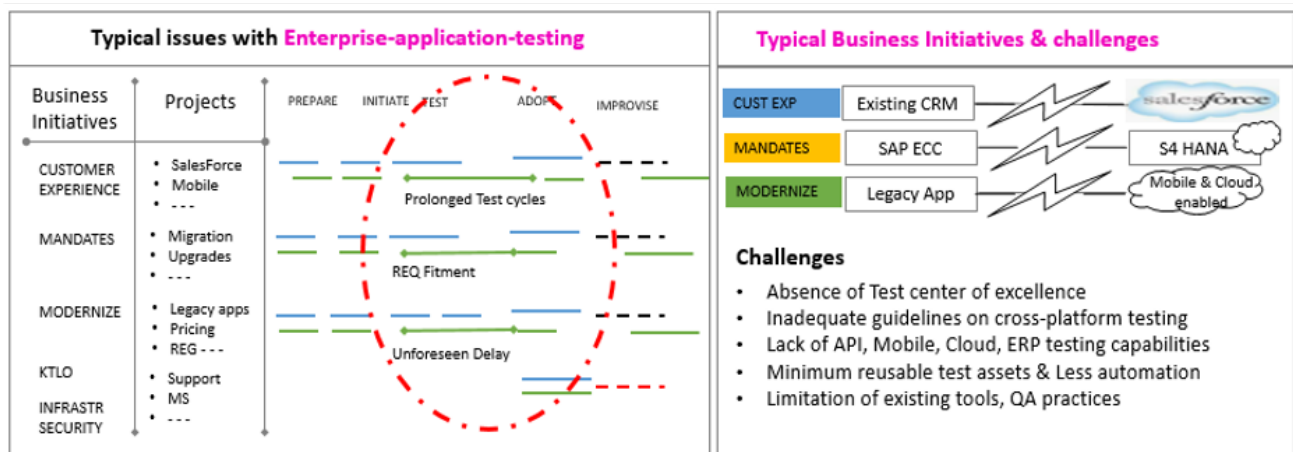 Typical issues with Enterprise-application-testing
Business
Initiatives
Projects
PREPARE
INITIATE
TEST
ADOPT
IMPROVISE
CUSTOMER
EXPERIENCE
• SalesForce
• Mobile
• ---
Prolonged Test cycles
MANDATES
• Migration
• Upgrades
• ---
REQ Fitment
MODERNIZE
• Legacy apps
• Pricing
• REG ---
Unforeseen Delay
KTLO
INFRASTR
SECURITY
• Support
• MS
• ---
Typical Business Initiatives & challenges
CUST EXP
Existing CRM
salesforce
MANDATES
SAP ECC
S4 HANA
MODERNIZE
Legacy App
Mobile & Cloud
enabled
Challenges
• Absence of Test center of excellence
• Inadequate guidelines on cross-platform testing
• Lack of API, Mobile, Cloud, ERP testing capabilities
• Minimum reusable test assets & Less automation
• Limitation of existing tools, QA practices